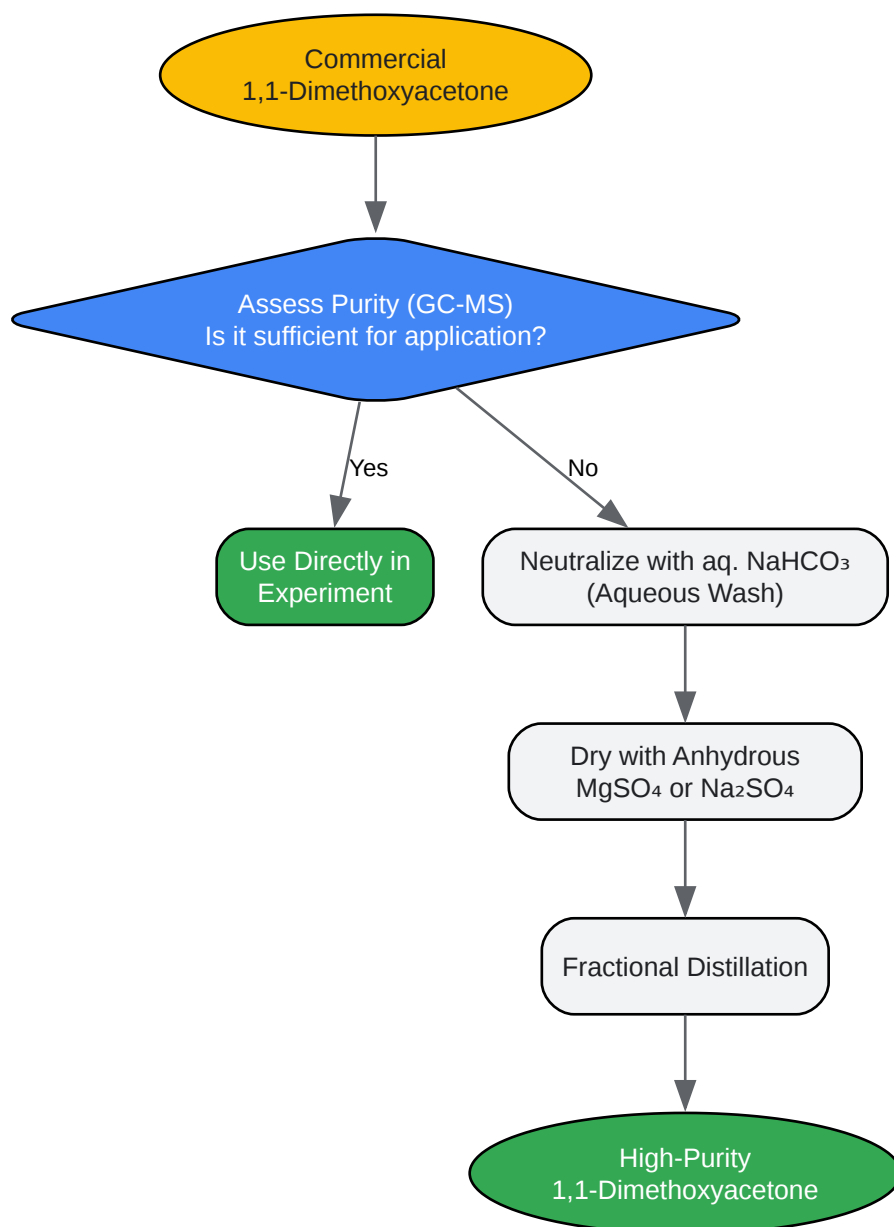 Commercial
1,1-Dimethoxyacetone
Assess Purity (GC-MS)
Is it sufficient for application?
Yes
No
Use Directly in
Experiment
Neutralize with aq. NaHCO₃
(Aqueous Wash)
Dry with Anhydrous
MgSO₄ or Na₂SO₄
Fractional Distillation
High-Purity
1,1-Dimethoxyacetone